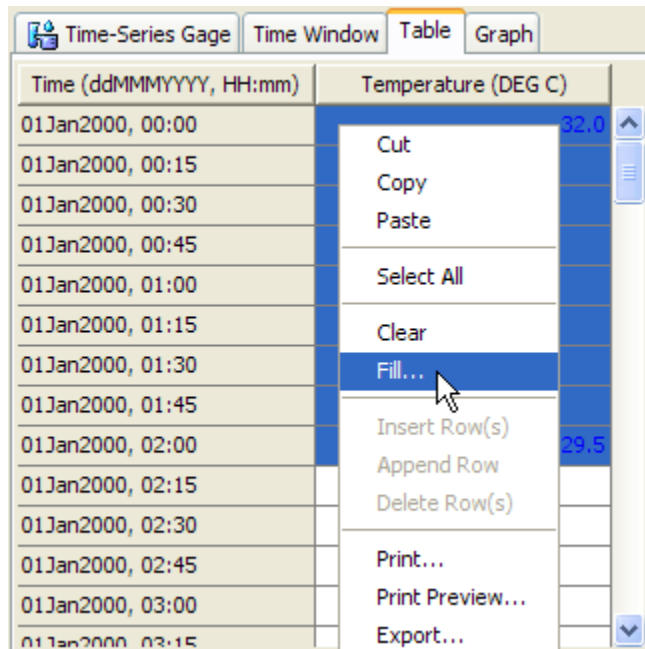 Time-Series Gage Time Window Table Graph
Time (ddMMMYYYY, HH:mm) Temperature (DEG C)
01Jan2000, 00:00 32.0
01Jan2000, 00:15
01Jan2000, 00:30
01Jan2000, 00:45
01Jan2000, 01:00
01Jan2000, 01:15
01Jan2000, 01:30
01Jan2000, 01:45
01Jan2000, 02:00 29.5
01Jan2000, 02:15
01Jan2000, 02:30
01Jan2000, 02:45
01Jan2000, 03:00
01Jan2000, 03:15
Cut
Copy
Paste
Select All
Clear
Fill...
Insert Row(s)
Append Row
Delete Row(s)
Print...
Print Preview...
Export...